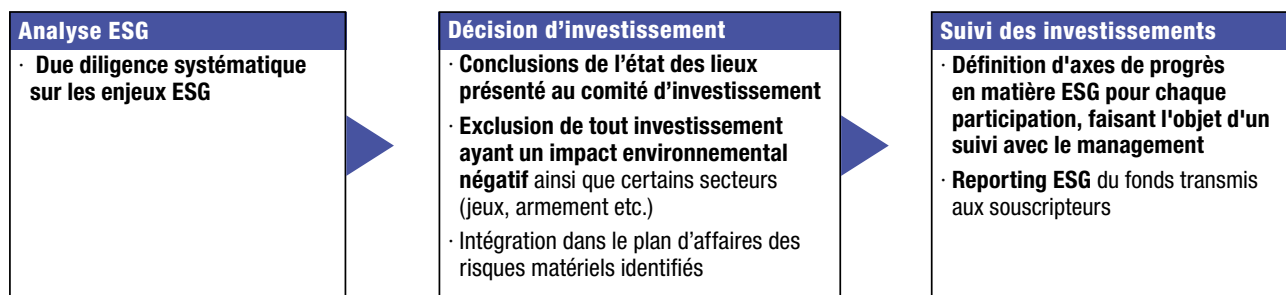 Analyse ESG
· Due diligence systématique
sur les enjeux ESG
Décision d’investissement
· Conclusions de l’état des lieux
présenté au comité d’investissement
· Exclusion de tout investissement
ayant un impact environnemental
négatif ainsi que certains secteurs
(jeux, armement etc.)
· Intégration dans le plan d’affaires des
risques matériels identifiés
Suivi des investissements
· Définition d'axes de progrès
en matière ESG pour chaque
participation, faisant l'objet d'un
suivi avec le management
· Reporting ESG du fonds transmis
aux souscripteurs